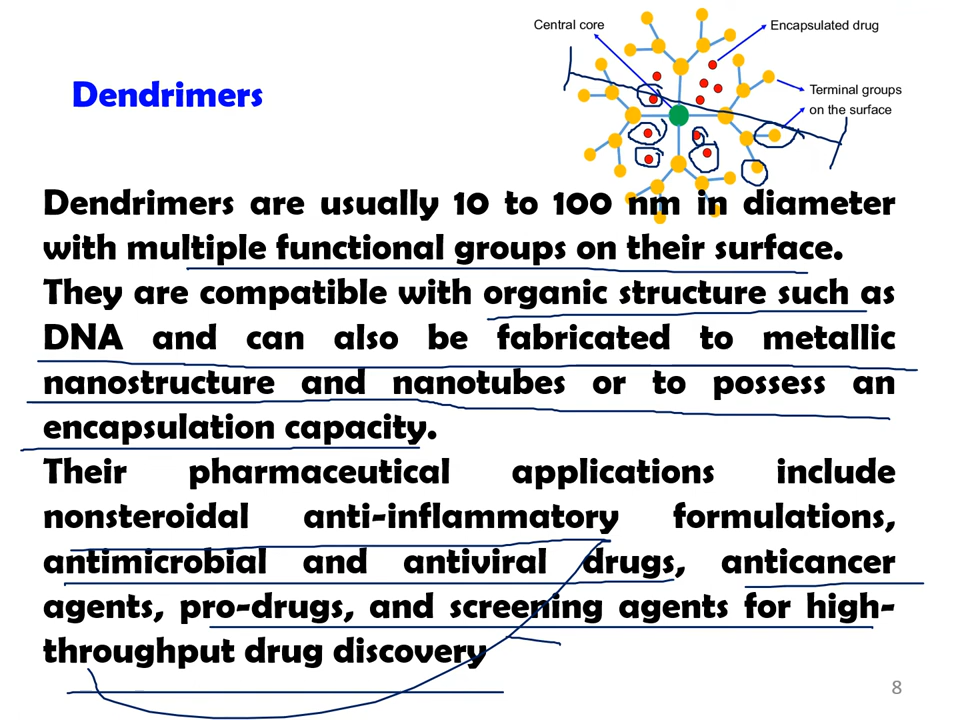 Central core
Encapsulated drug
Dendrimers
Terminal groups
on the surface
Dendrimers are usually 10 to 100 nm in diameter
with multiple functional groups on their surface.
They are compatible with organic structure such as
DNA and can also be fabricated to metallic
nanostructure and nanotubes or to possess an
encapsulation capacity.
Their pharmaceutical applications include
nonsteroidal anti-inflammatory formulations,
antimicrobial and antiviral drugs, anticancer
agents, pro-drugs, and screening agents for high-
throughput drug discovery
8